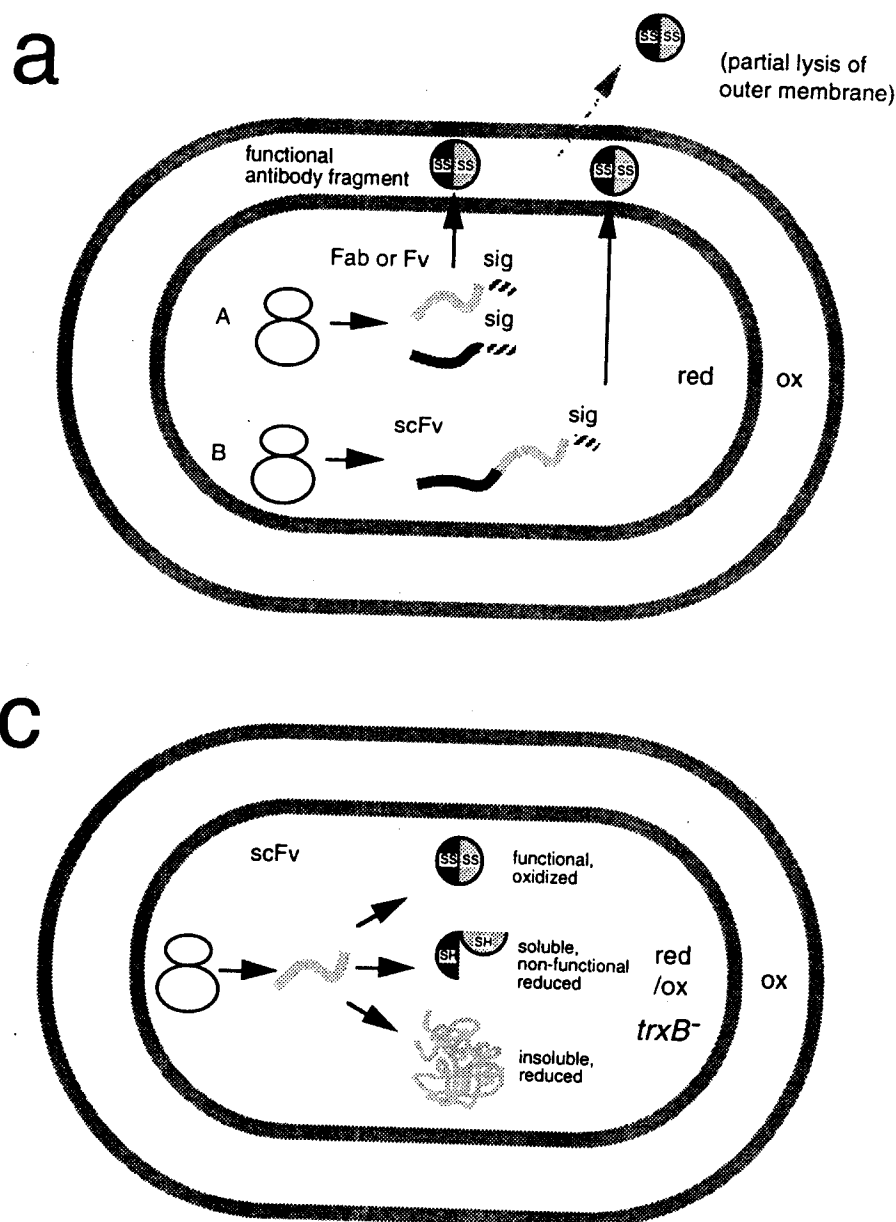 a
SS SS
(partial lysis of
outer membrane)
functional
antibody fragment
SS SS
SS SS
Fab or Fv
sig
A
sig
red
ox
scFv
sig
B
c
scFv
SS SS
functional,
oxidized
SH
SH
soluble,
non-functional
reduced
red
/ox
ox
trxB-
insoluble,
reduced